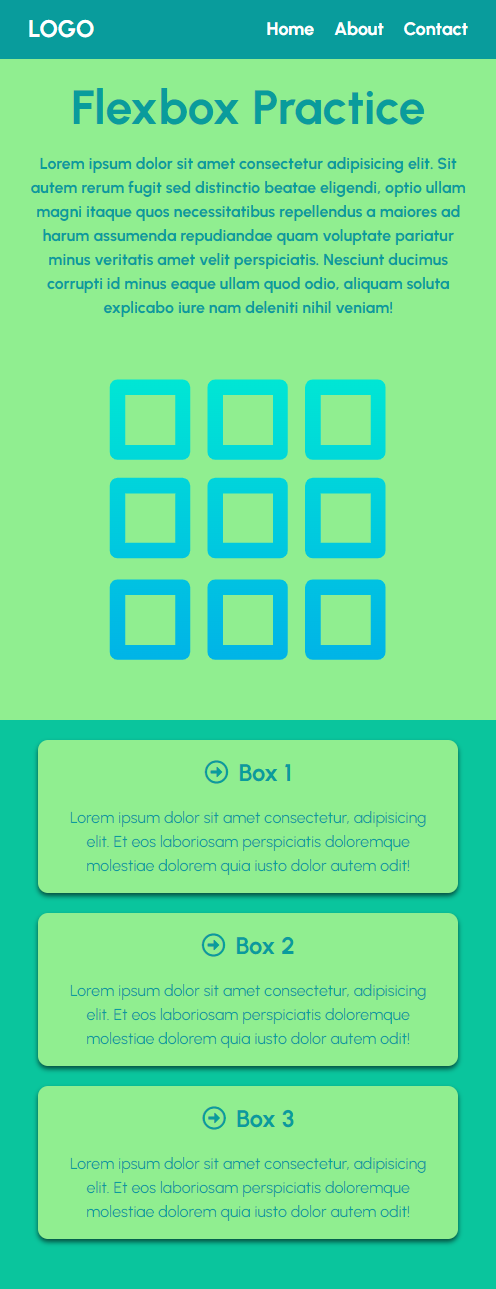 LOGO
Home About Contact
Flexbox Practice
Lorem ipsum dolor sit amet consectetur adipisicing elit. Sit
autem rerum fugit sed distinctio beatae eligendi, optio ullam
magni itaque quos necessitatibus repellendus a maiores ad
harum assumenda repudiandae quam voluptate pariatur
minus veritatis amet velit perspiciatis. Nesciunt ducimus
corrupti id minus eaque ullam quod odio, aliquam soluta
explicabo iure nam deleniti nihil veniam!
Box 1
Lorem ipsum dolor sit amet consectetur, adipisicing
elit. Et eos laboriosam perspiciatis doloremque
molestiae dolorem quia iusto dolor autem odit!
Box 2
Lorem ipsum dolor sit amet consectetur, adipisicing
elit. Et eos laboriosam perspiciatis doloremque
molestiae dolorem quia iusto dolor autem odit!
Box 3
Lorem ipsum dolor sit amet consectetur, adipisicing
elit. Et eos laboriosam perspiciatis doloremque
molestiae dolorem quia iusto dolor autem odit!